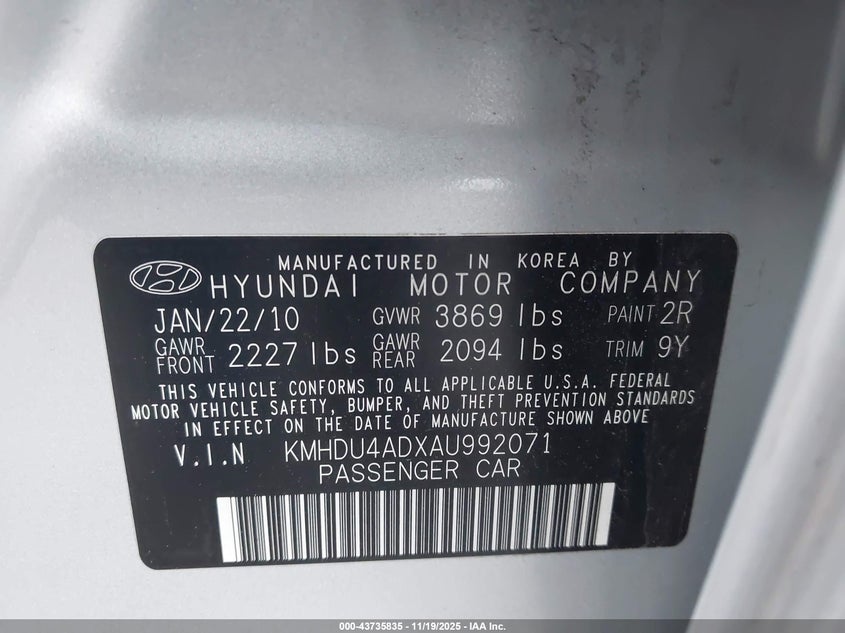 MANUFACTURED IN KOREA BY
HYUNDAI MOTOR COMPANY
JAN/22/10 GVWR 3869 lbs PAINT 2R
GAWR FRONT 2227 lbs GAWR REAR 2094 lbs TRIM 9Y
THIS VEHICLE CONFORMS TO ALL APPLICABLE U.S.A. FEDERAL
MOTOR VEHICLE SAFETY, BUMPER, AND THEFT PREVENTION STANDARDS
IN EFFECT ON THE DATE OF MANUFACTURE SHOWN ABOVE
V.I.N KMHDU4ADXAU992071
PASSENGER CAR
000-43735835 - 11/19/2025 - IAA Inc.